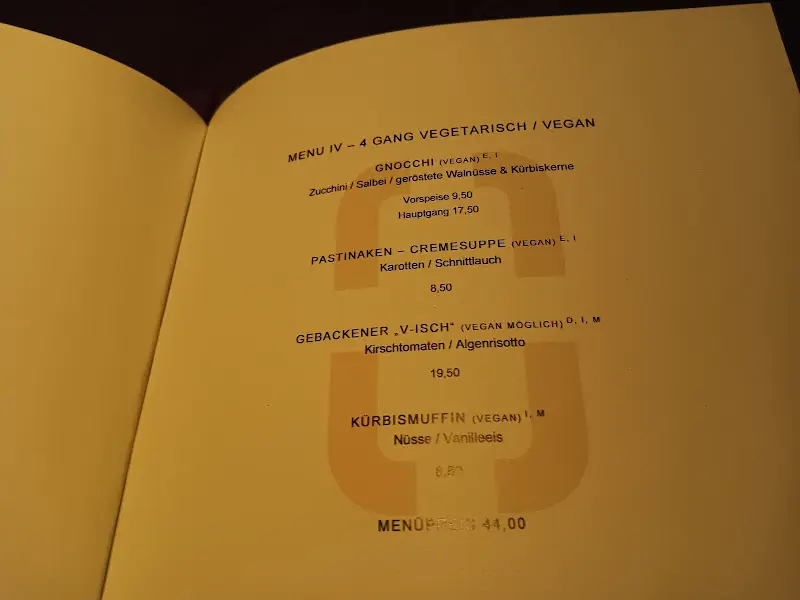 MENU IV – 4 GANG VEGETARISCH / VEGAN
GNOCCHI (VEGAN) E, I
Zucchini / Salbei / geröstete Walnüsse & Kürbiskerne
Vorspeise 9,50
Hauptgang 17,50
PASTINAKEN – CREMESUPPE (VEGAN) E, I
Karotten / Schnittlauch
8,50
GEBACKENER „V-ISCH“ (VEGAN MÖGLICH) D, I, M
Kirschtomaten / Algenrisotto
19,50
KÜRBISMUFFIN (VEGAN) I, M
Nüsse / Vanilleeis
MENÜPREIS 44,00